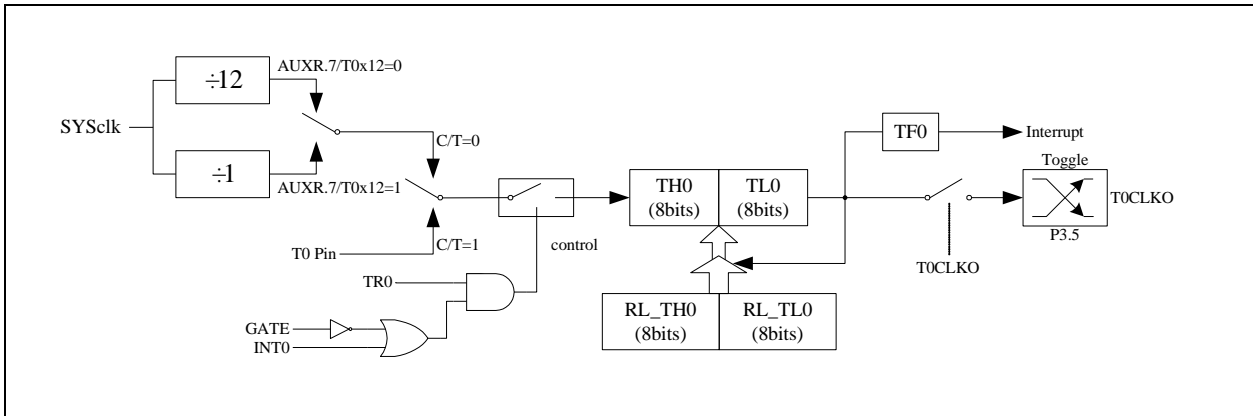 ÷12
AUXR.7/T0x12=0
SYSclk
÷1
AUXR.7/T0x12=1
C/T=0
T0 Pin
C/T=1
control
TR0
GATE
INT0
TH0
(8bits)
TL0
(8bits)
RL_TH0
(8bits)
RL_TL0
(8bits)
TF0
Interrupt
Toggle
T0CLKO
P3.5
T0CLKO